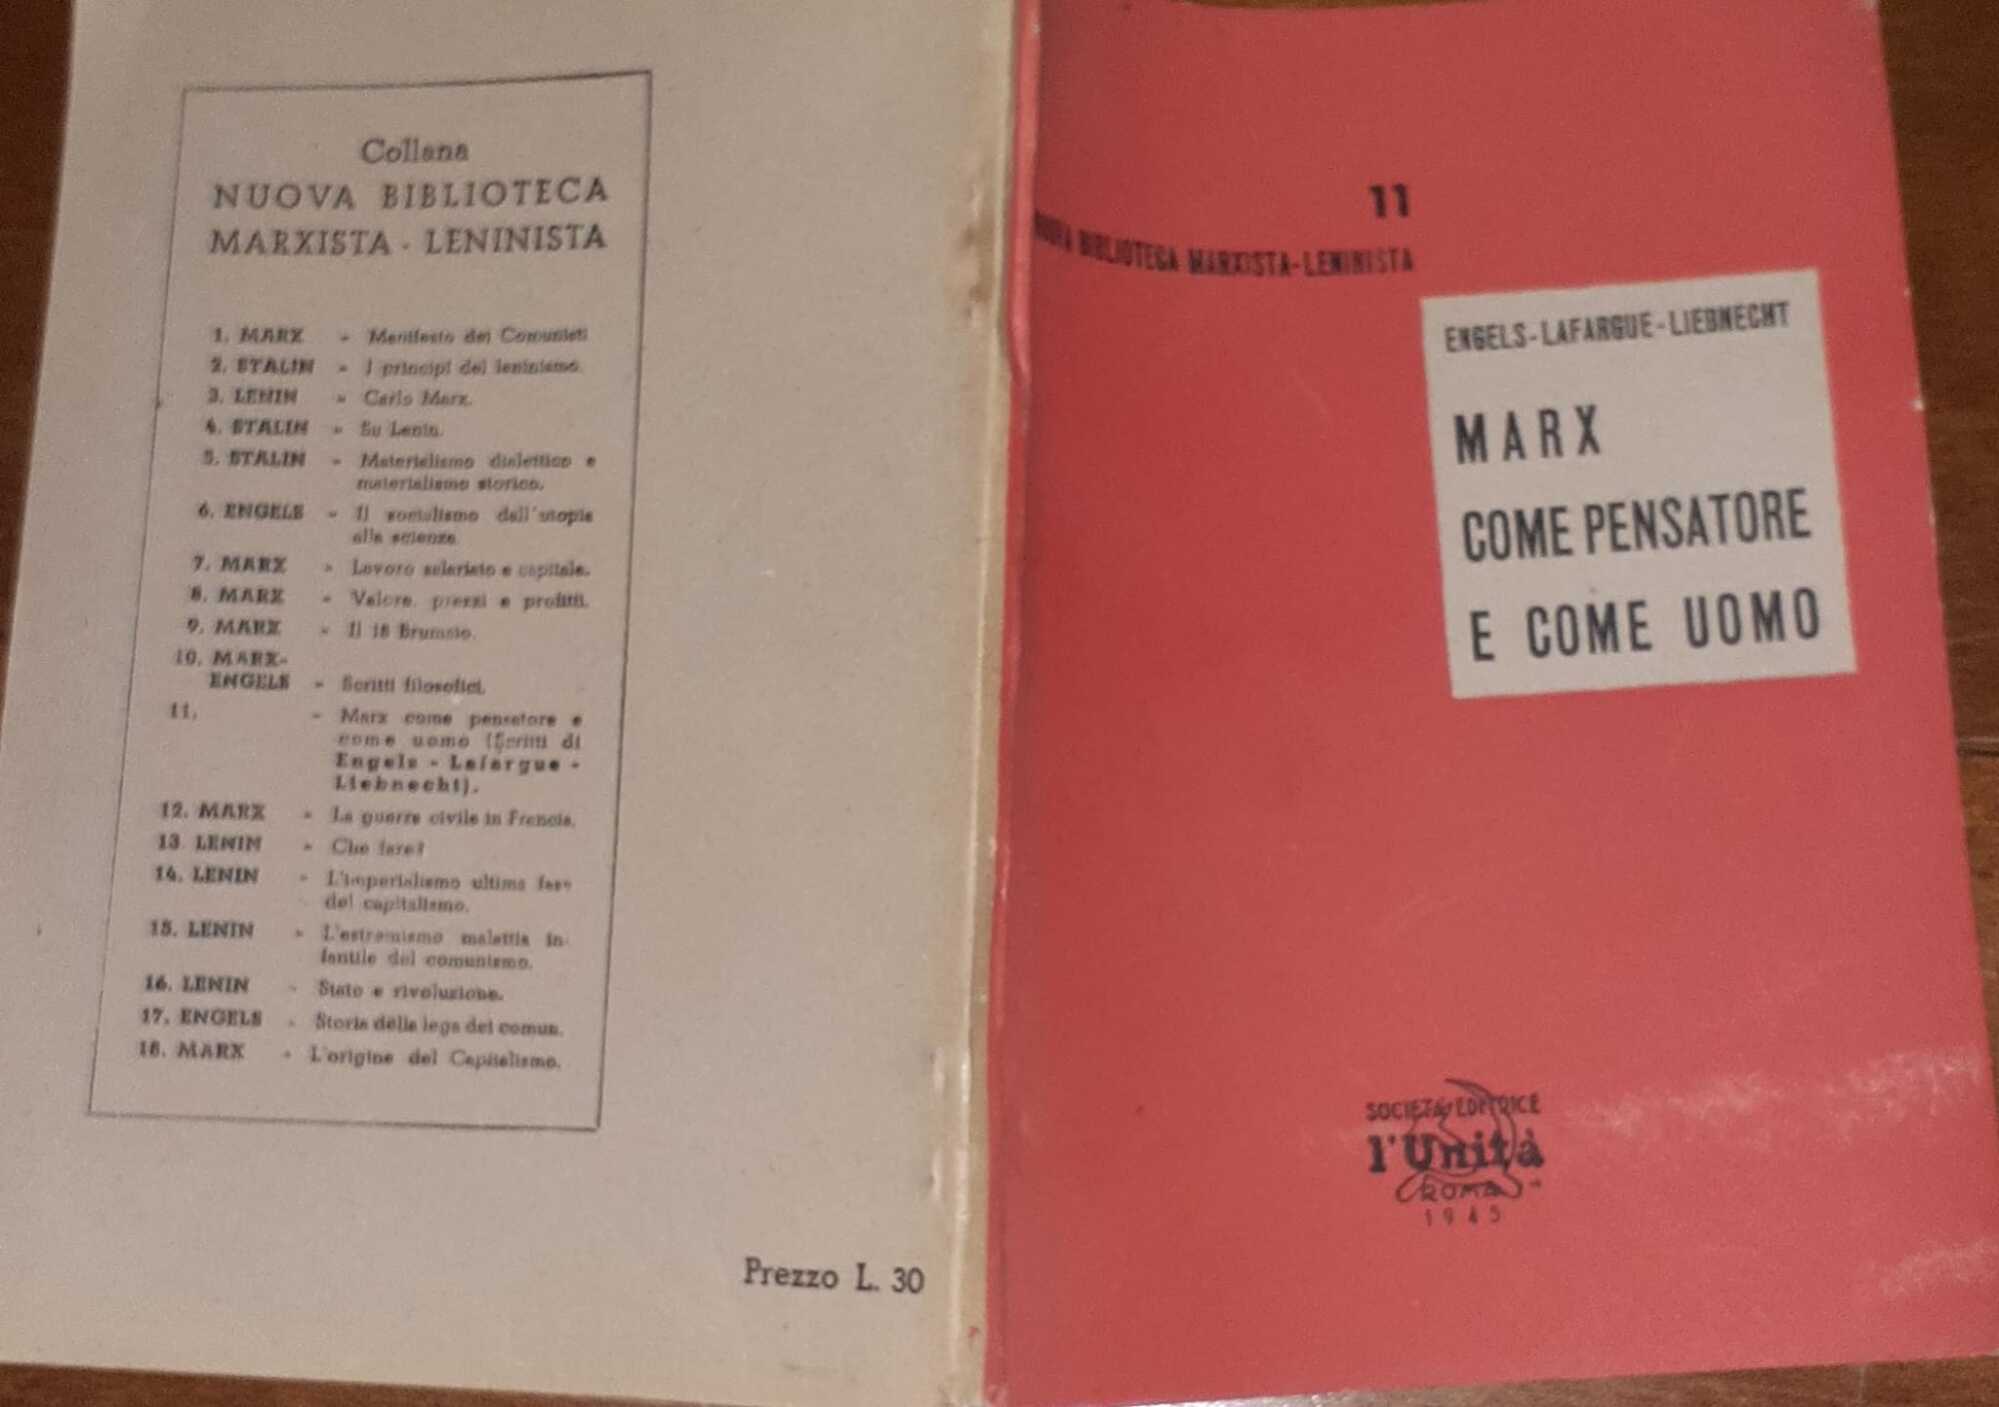 Collana
NUOVA BIBLIOTECA
MARXISTA - LENINISTA
1. MARX - Manifesto dei Comunisti
2. STALIN » I principi del leninismo.
3. LENIN » Carlo Marx.
4. STALIN » Su Lenin.
5. STALIN - Materialismo dialettico e
materialismo storico.
6. ENGELS - Il socialismo dall'utopia
alla scienza.
7. MARX » Lavoro salariato e capitale.
8. MARX - Valore, prezzi e profitti.
9. MARX » Il 18 Brumaio.
10. MARX-
ENGELS - Scritti filosofici.
11. - Marx come pensatore e
come uomo (Scritti di
Engels - Lafargue -
Liebnecht).
12. MARX » La guerra civile in Francia.
13. LENIN » Che fare?
14. LENIN - L'imperialismo ultima fase
del capitalismo.
15. LENIN » L'estremismo malattia in-
fantile del comunismo.
16. LENIN - Stato e rivoluzione.
17. ENGELS - Storia della lega dei comun.
18. MARX » L'origine del Capitalismo.
Prezzo L. 30
11
NUOVA BIBLIOTECA MARXISTA-LENINISTA
ENGELS-LAFARGUE-LIEBNECHT
MARX
COME PENSATORE
E COME UOMO
SOCIETÀ EDITRICE
l'Unità
ROMA
1945